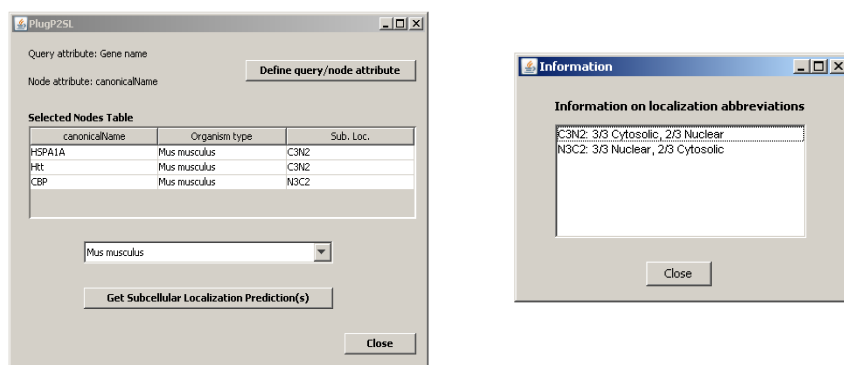 PlugP2SL
Query attribute: Gene name
Define query/node attribute
Node attribute: canonicalName
Selected Nodes Table
canonicalName Organism type Sub. Loc.
HSPA1A Mus musculus C3N2
Htt Mus musculus C3N2
CBP Mus musculus N3C2
Mus musculus
Get Subcellular Localization Prediction(s)
Close
Information
Information on localization abbreviations
C3N2: 3/3 Cytosolic, 2/3 Nuclear
N3C2: 3/3 Nuclear, 2/3 Cytosolic
Close